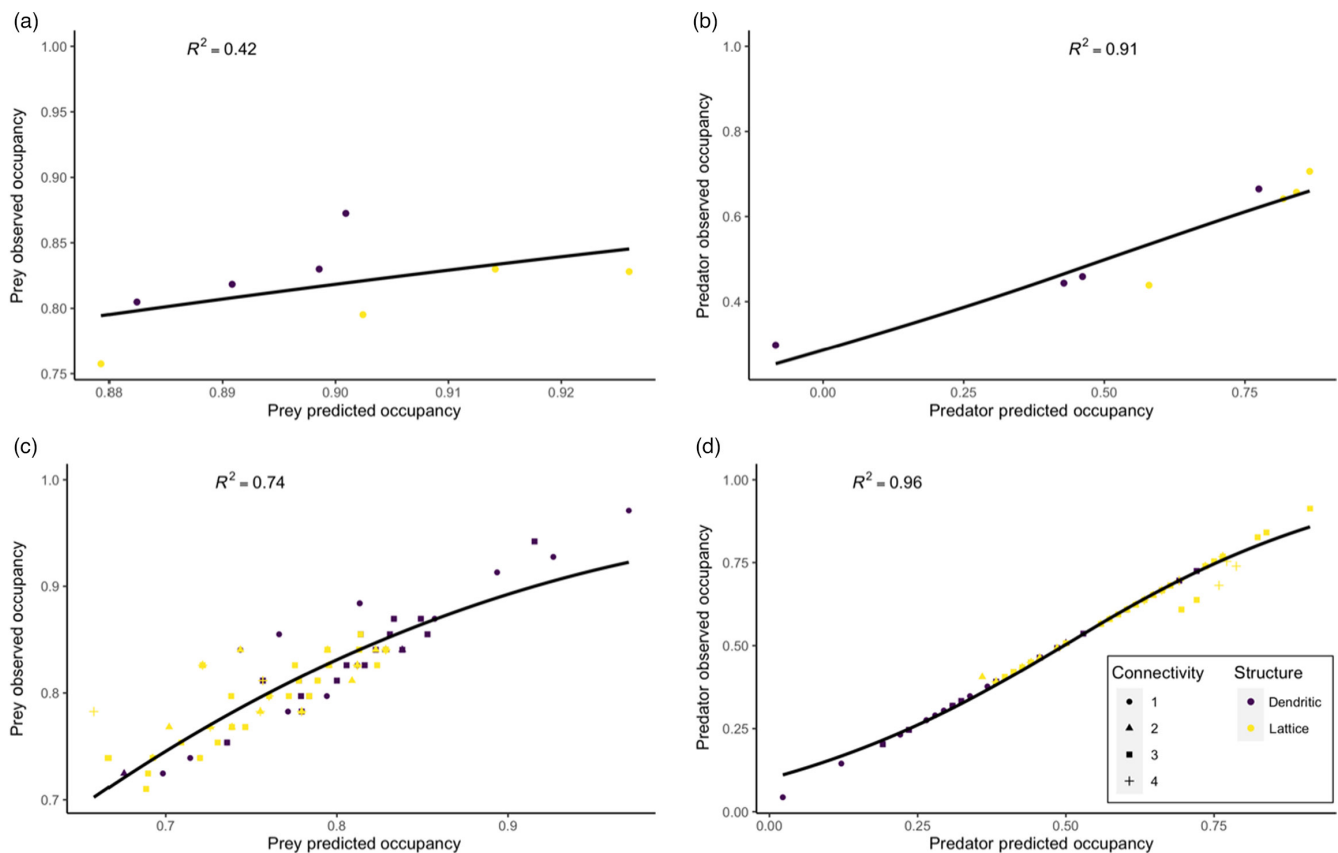 (a)
R² = 0.42
1.00
0.95
0.90
0.85
0.80
0.75
Prey observed occupancy
0.88 0.89 0.90 0.91 0.92
Prey predicted occupancy
(b)
R² = 0.91
1.0
0.8
0.6
0.4
Predator observed occupancy
0.00 0.25 0.50 0.75
Predator predicted occupancy
(c)
R² = 0.74
1.0
0.9
0.8
0.7
Prey observed occupancy
0.7 0.8 0.9
Prey predicted occupancy
(d)
R² = 0.96
1.00
0.75
0.50
0.25
0.00
Predator observed occupancy
0.00 0.25 0.50 0.75
Predator predicted occupancy
Connectivity
1
2
3
4
Structure
Dendritic
Lattice